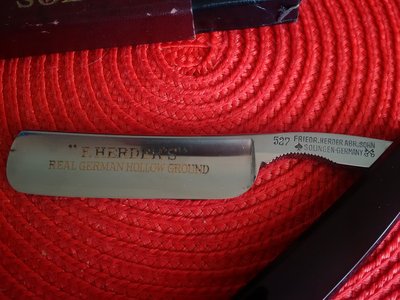 "F. HERDER'S"
REAL GERMAN HOLLOW GROUND
527
FRIEDR. HERDER ABR. SOHN
SOLINGEN-GERMANY